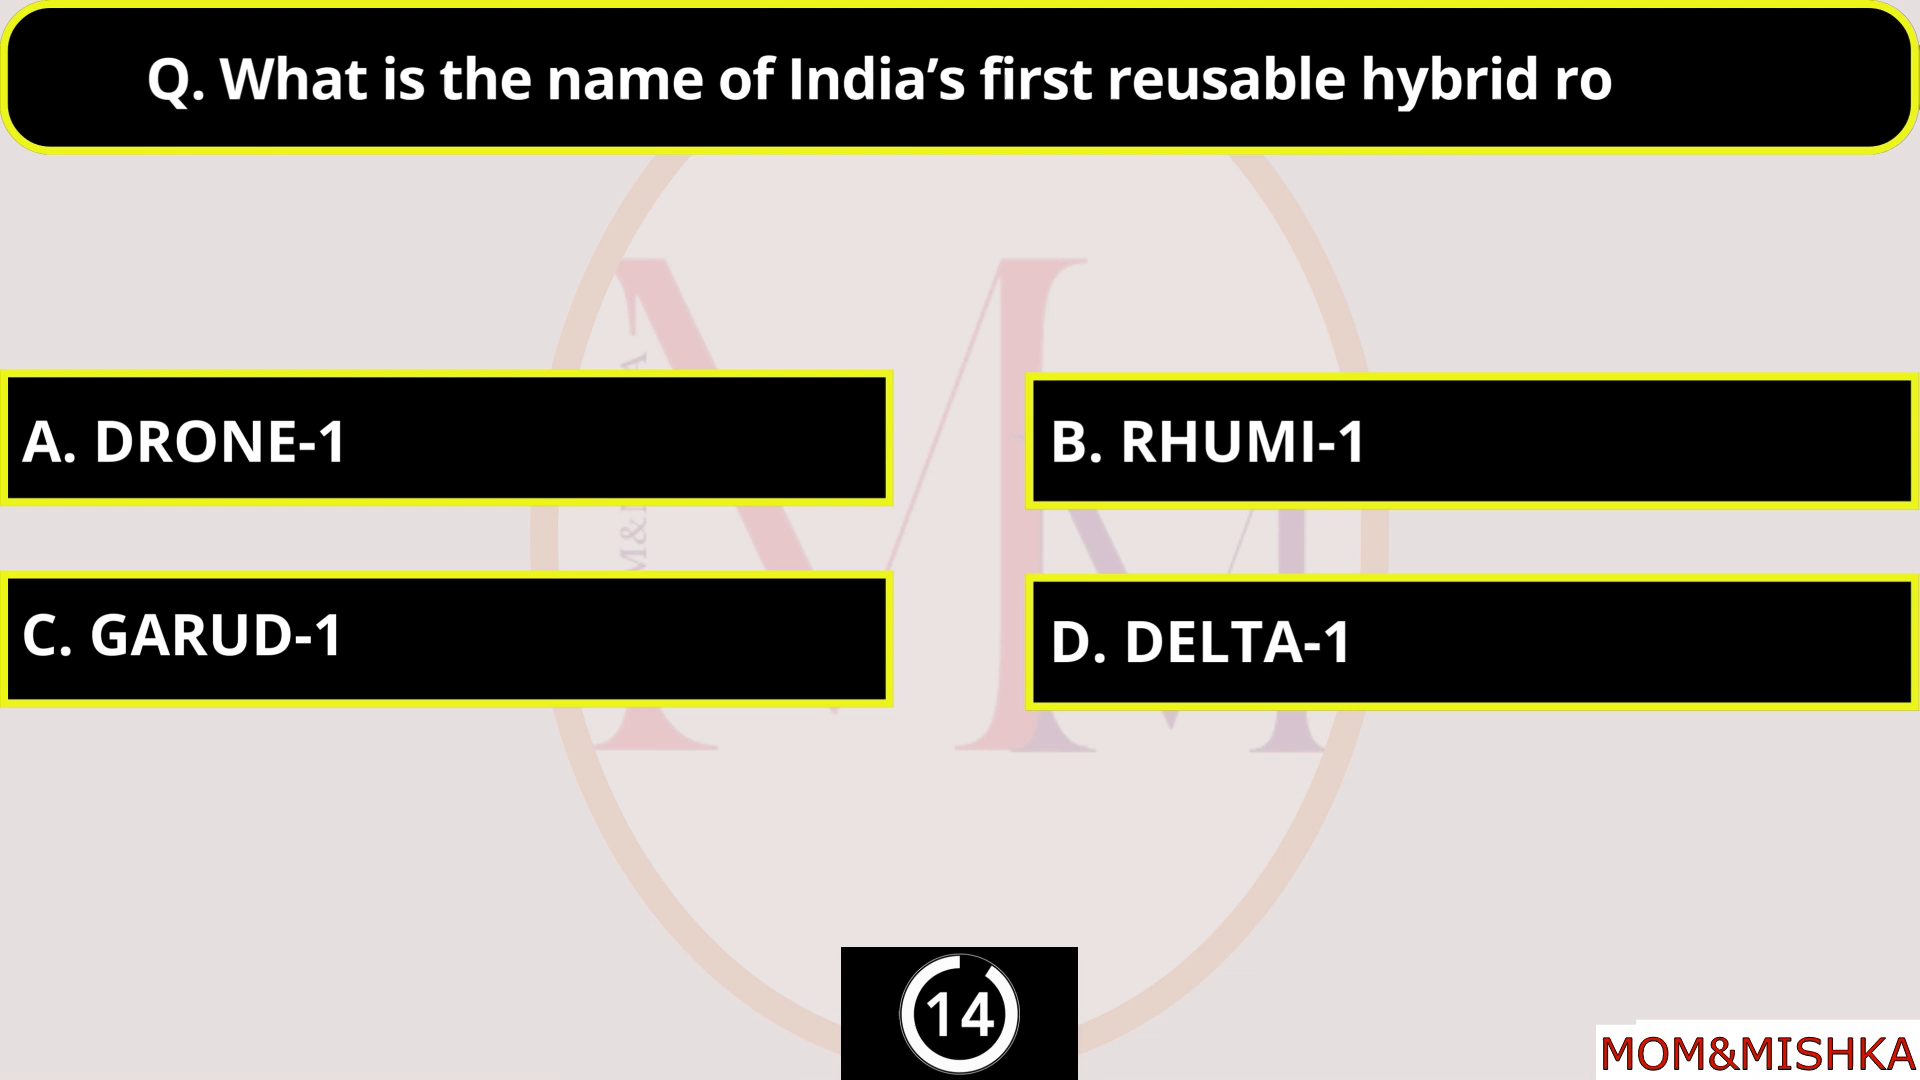 Q. What is the name of India’s first reusable hybrid ro
A. DRONE-1
B. RHUMI-1
C. GARUD-1
D. DELTA-1
M&
A
14
MOM&MISHKA